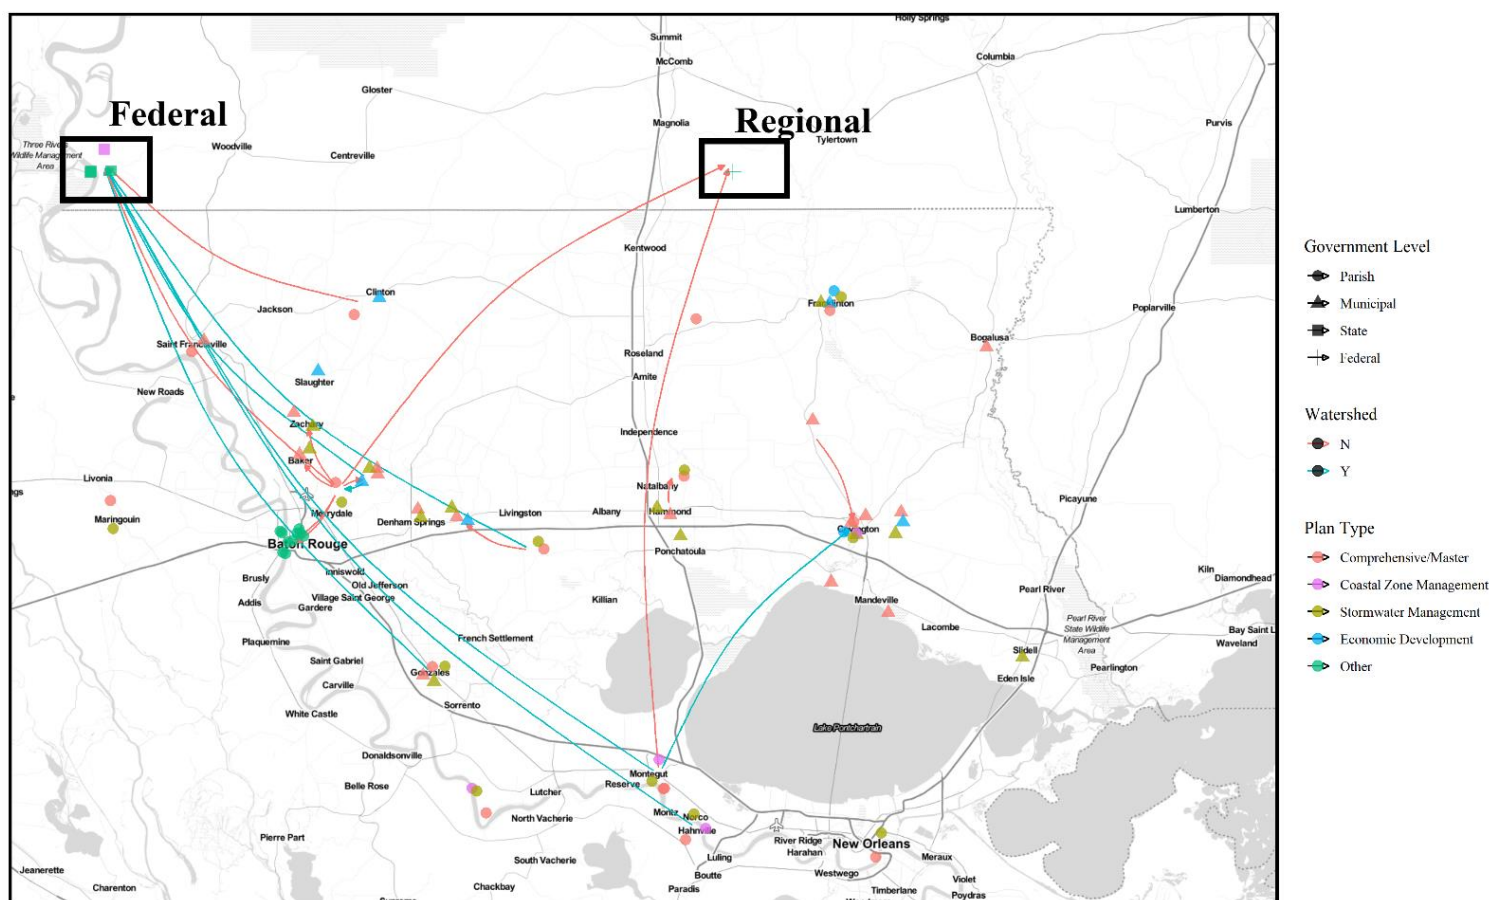 Holly Springs
Summit
McComb
Columbia
Gloster
Federal
Regional
Magnolia
Tylertown
Purvis
Three Rivers
Wildlife Management
Area
Woodville
Centreville
Lumberton
Kentwood
Clinton
Jackson
Franklinton
Poplarville
Saint Francisville
Bogalusa
Roseland
Amite
Slaughter
New Roads
Zachary
Independence
Baker
Livonia
Natalbany
Picayune
Maringouin
Merrydale
Denham Springs
Livingston
Albany
Hammond
Covington
Baton Rouge
Ponchatoula
Inniswold
Kiln
Diamondhead
Brusly
Old Jefferson
Pearl River
Addis
Village Saint George
Gardere
Killian
Mandeville
Pearl River
State Wildlife
Management
Area
Lacombe
Bay Saint L
Waveland
Plaquemine
French Settlement
Saint Gabriel
Slidell
Pearlington
Gonzales
Eden Isle
Carville
Sorrento
White Castle
Lake Pontchartrain
Donaldsonville
Montegut
Reserve
Belle Rose
Lutcher
North Vacherie
Montz
Norco
Hahnville
Pierre Part
River Ridge
Harahan
New Orleans
South Vacherie
Luling
Meraux
Jeanerette
Boutte
Westwego
Charenton
Chackbay
Paradis
Timberlane
Violet
Poydras
Government Level
Parish
Municipal
State
Federal
Watershed
N
Y
Plan Type
Comprehensive/Master
Coastal Zone Management
Stormwater Management
Economic Development
Other